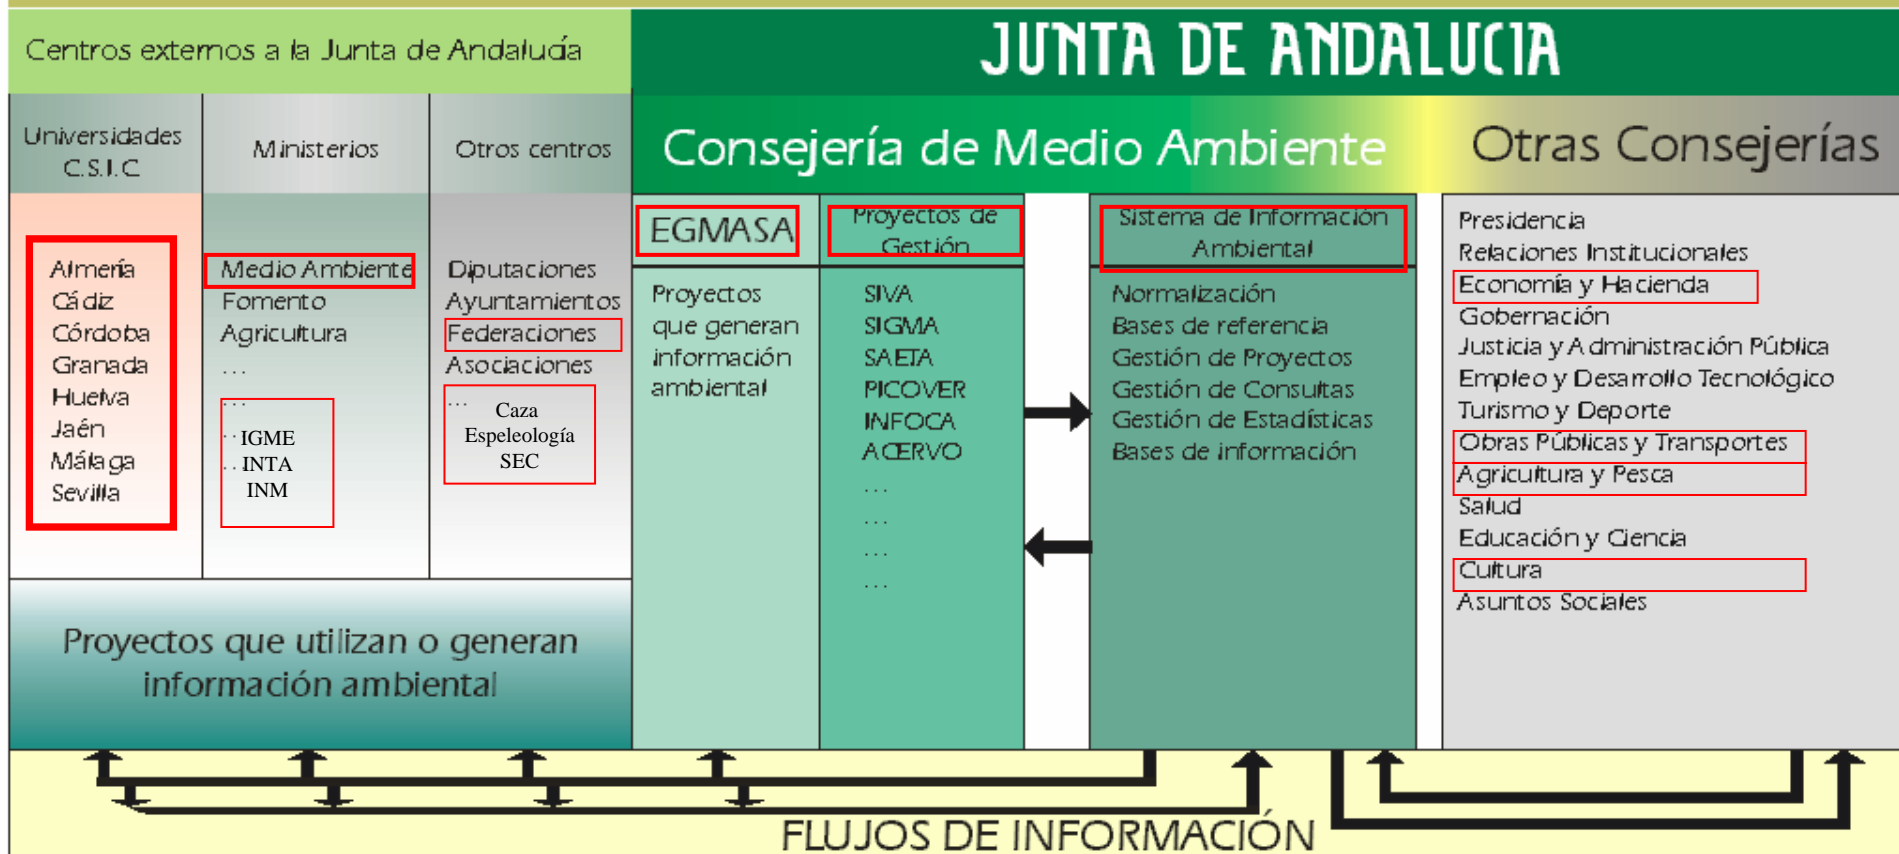 Centros externos a la Junta de Andalucía
JUNTA DE ANDALUCIA
Universidades
C.S.I.C
Ministerios
Otros centros
Consejería de Medio Ambiente
Otras Consejerías
Almería
Cádiz
Córdoba
Granada
Huelva
Jaén
Málaga
Sevilla
Medio Ambiente
Fomento
Agricultura
...
...
...IGME
...INTA
INM
Diputaciones
Ayuntamientos
Federaciones
Asociaciones
...
Caza
Espeleología
SEC
Proyectos que utilizan o generan
información ambiental
EGMASA
Proyectos
que generan
información
ambiental
Proyectos de
Gestión
SIVA
SIGMA
SAETA
PICOVER
INFOCA
ACERVO
...
...
...
...
Sistema de Información
Ambiental
Normalización
Bases de referencia
Gestión de Proyectos
Gestión de Consultas
Gestión de Estadísticas
Bases de información
Presidencia
Relaciones Institucionales
Economía y Hacienda
Gobernación
Justicia y Administración Pública
Empleo y Desarrollo Tecnológico
Turismo y Deporte
Obras Públicas y Transportes
Agricultura y Pesca
Salud
Educación y Ciencia
Cultura
Asuntos Sociales
FLUJOS DE INFORMACIÓN